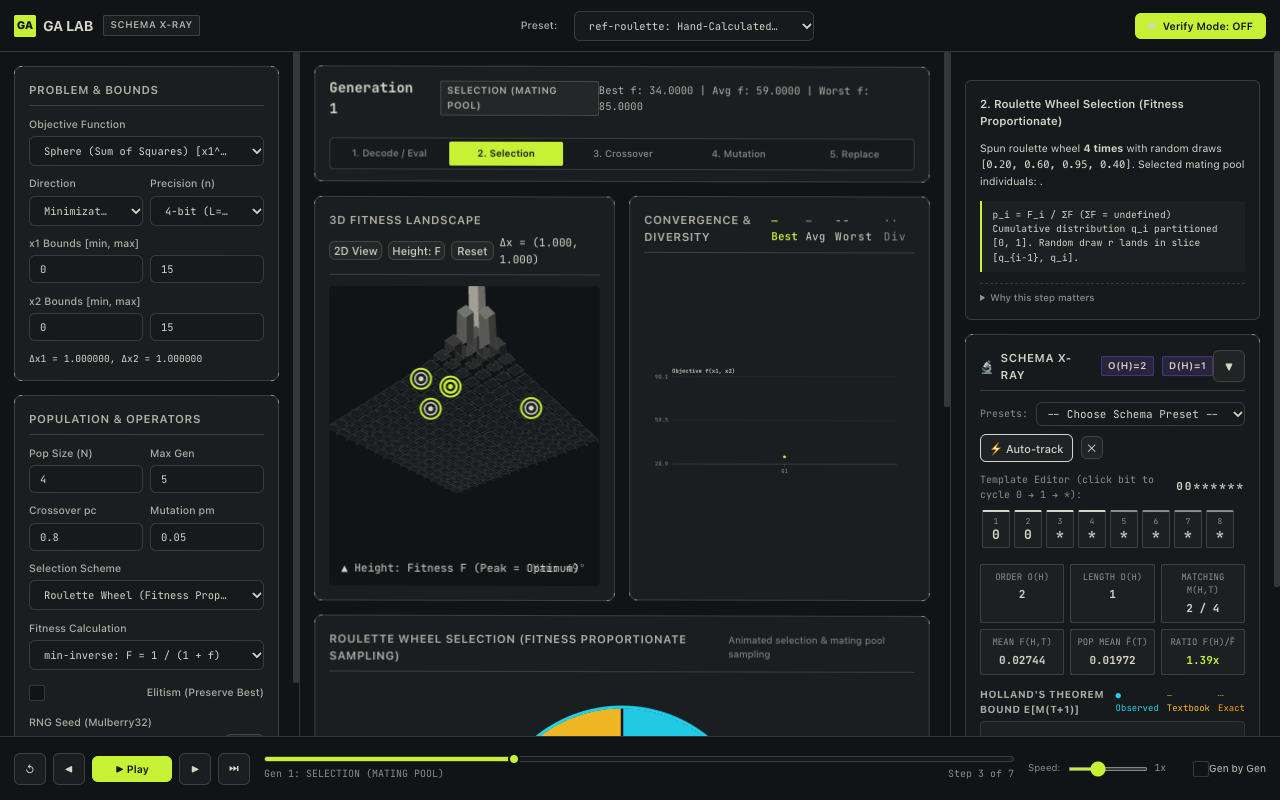 GA GA LAB SCHEMA X-RAY
Preset: ref-roulette: Hand-Calculated…
Verify Mode: OFF
PROBLEM & BOUNDS
Objective Function
Sphere (Sum of Squares) [x1^…
Direction Precision (n)
Minimizat… 4-bit (L=…
x1 Bounds [min, max]
0 15
x2 Bounds [min, max]
0 15
Δx1 = 1.000000, Δx2 = 1.000000
POPULATION & OPERATORS
Pop Size (N) Max Gen
4 5
Crossover pc Mutation pm
0.8 0.05
Selection Scheme
Roulette Wheel (Fitness Prop…
Fitness Calculation
min-inverse: F = 1 / (1 + f)
Elitism (Preserve Best)
RNG Seed (Mulberry32)
Generation
1
SELECTION (MATING
POOL)
Best f: 34.0000 | Avg f: 59.0000 | Worst f:
85.0000
1. Decode / Eval 2. Selection 3. Crossover 4. Mutation 5. Replace
3D FITNESS LANDSCAPE
2D View Height: F Reset Δx = (1.000,
1.000)
▲ Height: Fitness F (Peak = Optimum)
CONVERGENCE &
DIVERSITY
— Best
— Avg
-- Worst
·· Div
Objective f(x1, x2)
90.1
59.5
28.9
G1
ROULETTE WHEEL SELECTION (FITNESS PROPORTIONATE
SAMPLING)
Animated selection & mating pool
sampling
2. Roulette Wheel Selection (Fitness
Proportionate)
Spun roulette wheel 4 times with random draws
[0.20, 0.60, 0.95, 0.40]. Selected mating pool
individuals: .
p_i = F_i / ΣF (ΣF = undefined)
Cumulative distribution q_i partitioned
[0, 1]. Random draw r lands in slice
[q_{i-1}, q_i].
▶ Why this step matters
🔬 SCHEMA X-
RAY
O(H)=2 D(H)=1 ▼
Presets: -- Choose Schema Preset --
⚡ Auto-track ✕
Template Editor (click bit to
cycle 0 → 1 → *):
00******
1 2 3 4 5 6 7 8
0 0 * * * * * *
ORDER O(H)
2
LENGTH D(H)
1
MATCHING
M(H,T)
2 / 4
MEAN F(H,T)
0.02744
POP MEAN F̄(T)
0.01972
RATIO F(H)/F̄
1.39x
HOLLAND'S THEOREM
BOUND E[M(T+1)]
● Observed
— Textbook
┄ Exact
▶ Play
Gen 1: SELECTION (MATING POOL)
Step 3 of 7
Speed: 1x
Gen by Gen